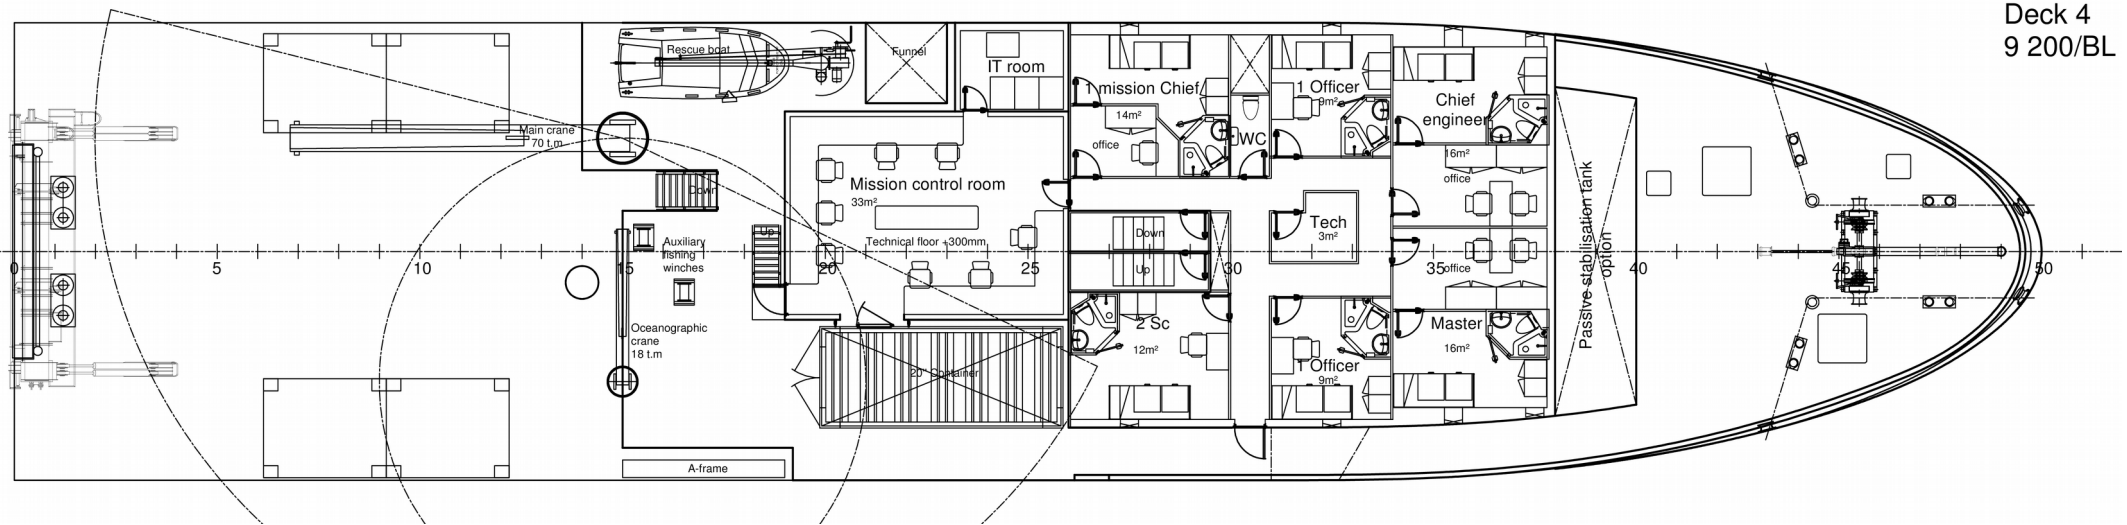 Deck 4
9 200/BL
Rescue boat
Funnel
IT room
1 mission Chief
14m²
office
WC
1 Officer
9m²
Chief
engineer
16m²
office
Main crane
70 t.m
Down
Mission control room
33m²
Technical floor +300mm
Up
Auxiliary
fishing
winches
Down
Up
Tech
3m²
office
Passive stabilisation tank
option
0
5
10
15
20
25
30
35
40
45
50
Oceanographic
crane
18 t.m
20" Container
2 Sc
12m²
1 Officer
9m²
Master
16m²
A-frame